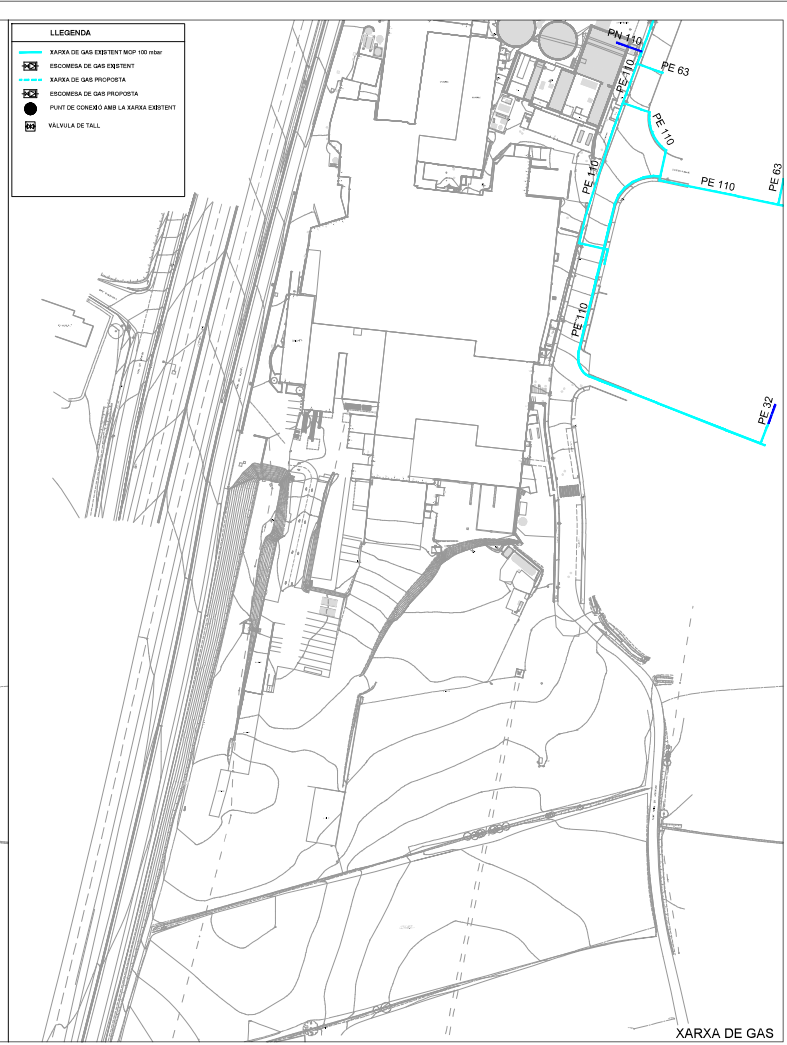 LLEGENDA
XARXA DE GAS EXISTENT MOP 100 mbar
ESCOMESA DE GAS EXISTENT
XARXA DE GAS PROPOSTA
ESCOMESA DE GAS PROPOSTA
PUNT DE CONEXIÓ AMB LA XARXA EXISTENT
VÀLVULA DE TALL
PN 110
PE 63
PE 110
PE 110
PE 110
PE 110
PE 63
PE 110
PE 32
XARXA DE GAS